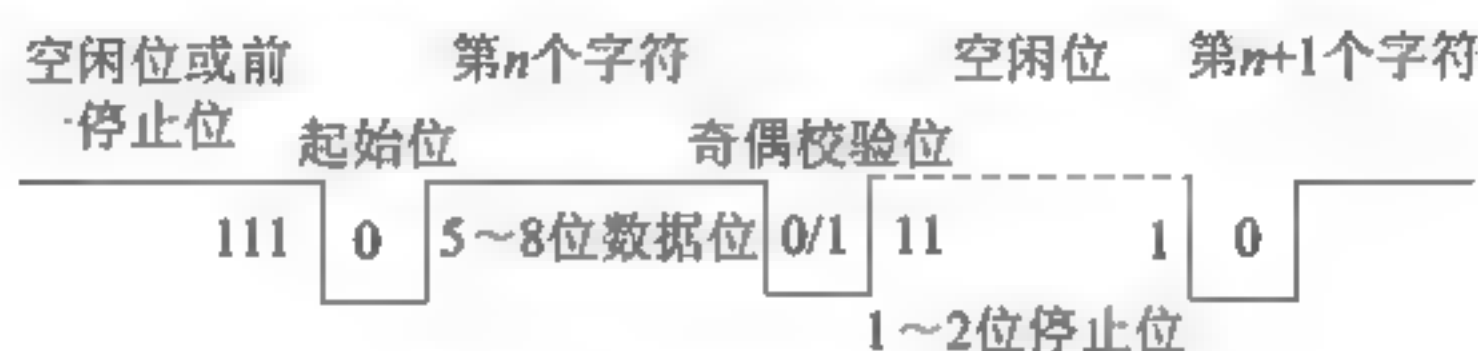 空闲位或前
停止位
第n个字符
空闲位
第n+1个字符
起始位
奇偶校验位
111
0
5～8位数据位
0/1
11
1
0
1～2位停止位